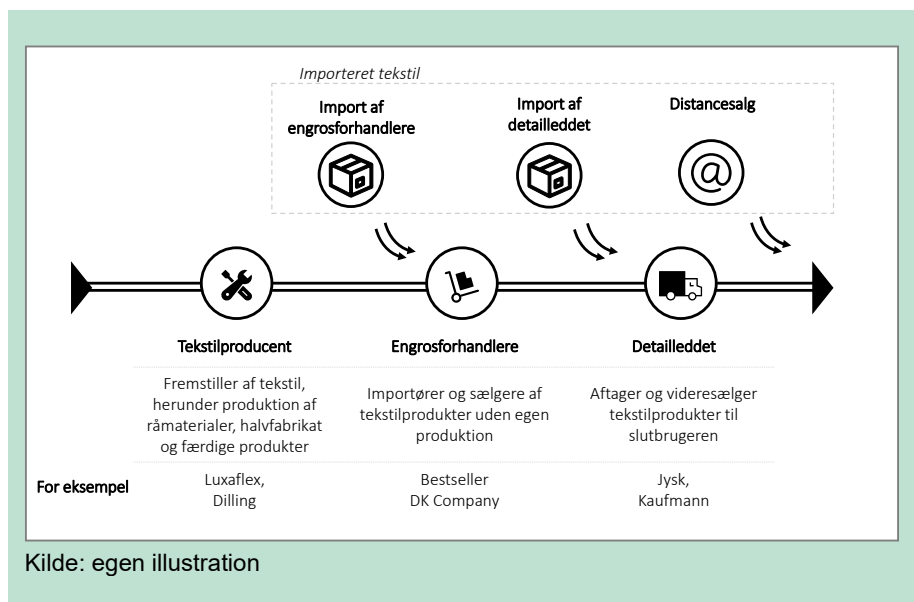 Importeret tekstil
Import af
engrosforhandlere
Import af
detailleddet
Distancesalg
@
Tekstilproducent
Engrosforhandlere
Detailleddet
Fremstiller af tekstil,
herunder produktion af
råmaterialer, halvfabrikat
og færdige produkter
Importører og sælgere af
tekstilprodukter uden egen
produktion
Aftager og videresælger
tekstilprodukter til
slutbrugeren
For eksempel
Luxaflex,
Dilling
Bestseller
DK Company
Jysk,
Kaufmann
Kilde: egen illustration